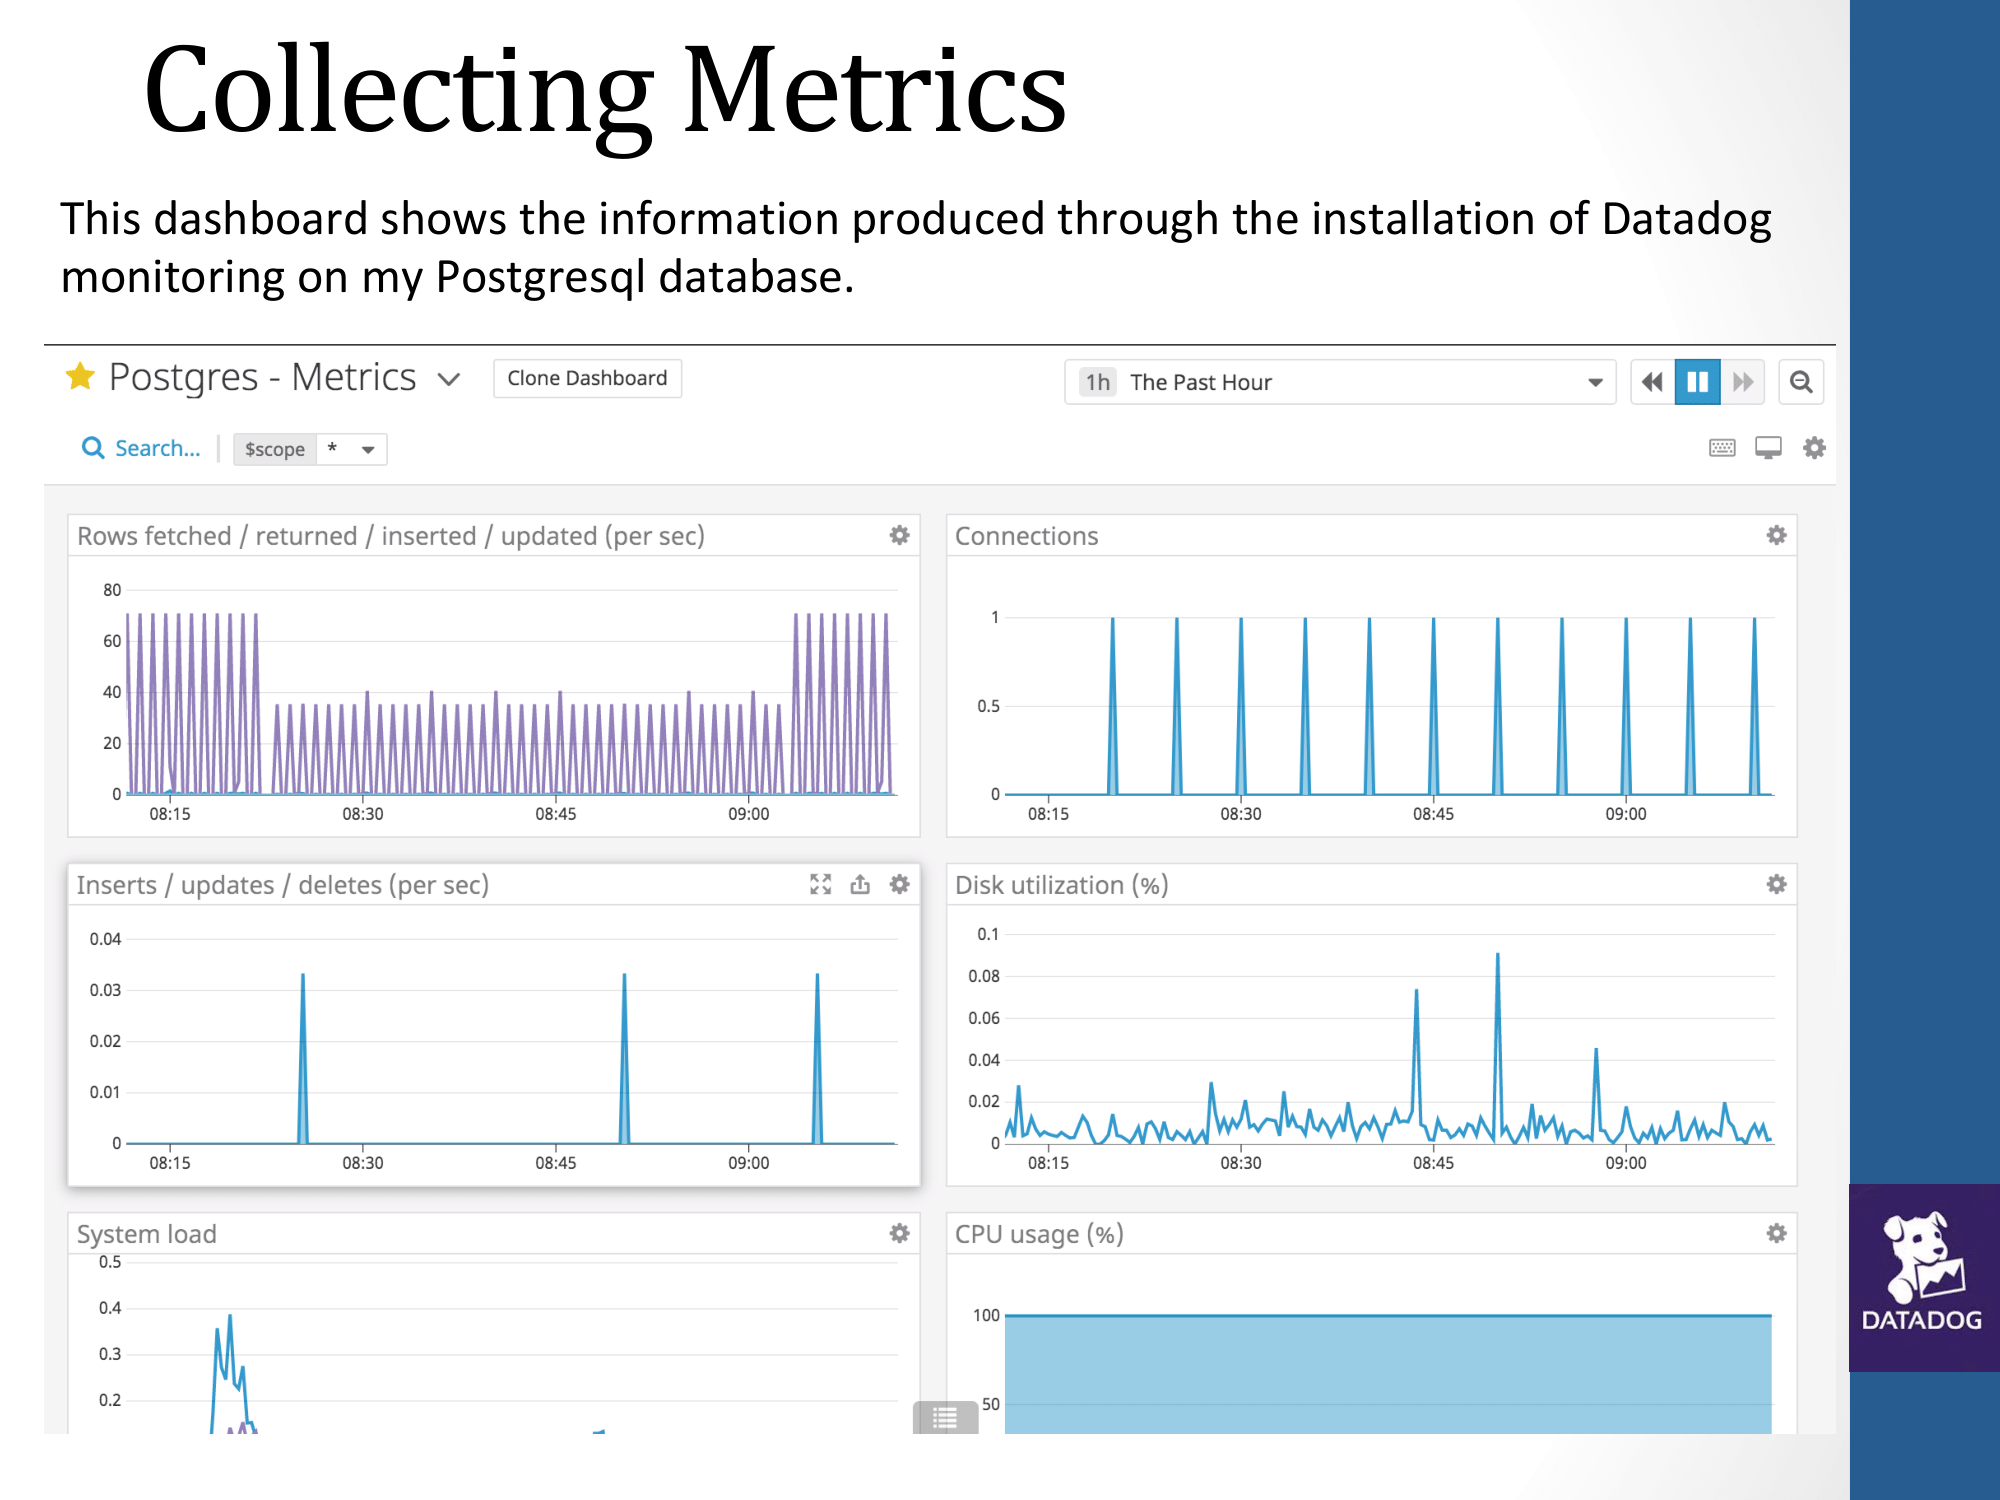 Collecting Metrics
This dashboard shows the information produced through the installation of Datadog
monitoring on my Postgresql database.
Postgres - Metrics
Clone Dashboard
1h The Past Hour
Search...
$scope *
Rows fetched / returned / inserted / updated (per sec)
80
60
40
20
0
08:15 08:30 08:45 09:00
Connections
1
0.5
0
08:15 08:30 08:45 09:00
Inserts / updates / deletes (per sec)
0.04
0.03
0.02
0.01
0
08:15 08:30 08:45 09:00
Disk utilization (%)
0.1
0.08
0.06
0.04
0.02
0
08:15 08:30 08:45 09:00
System load
0.5
0.4
0.3
0.2
CPU usage (%)
100
50
DATADOG